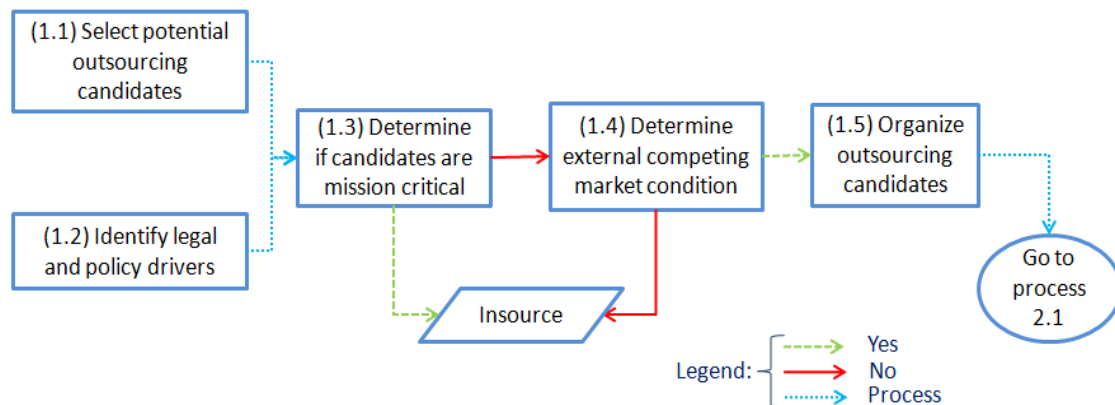 (1.1) Select potential
outsourcing
candidates
(1.2) Identify legal
and policy drivers
(1.3) Determine
if candidates are
mission critical
(1.4) Determine
external competing
market condition
(1.5) Organize
outsourcing
candidates
Insource
Go to
process
2.1
Legend:
Yes
No
Process